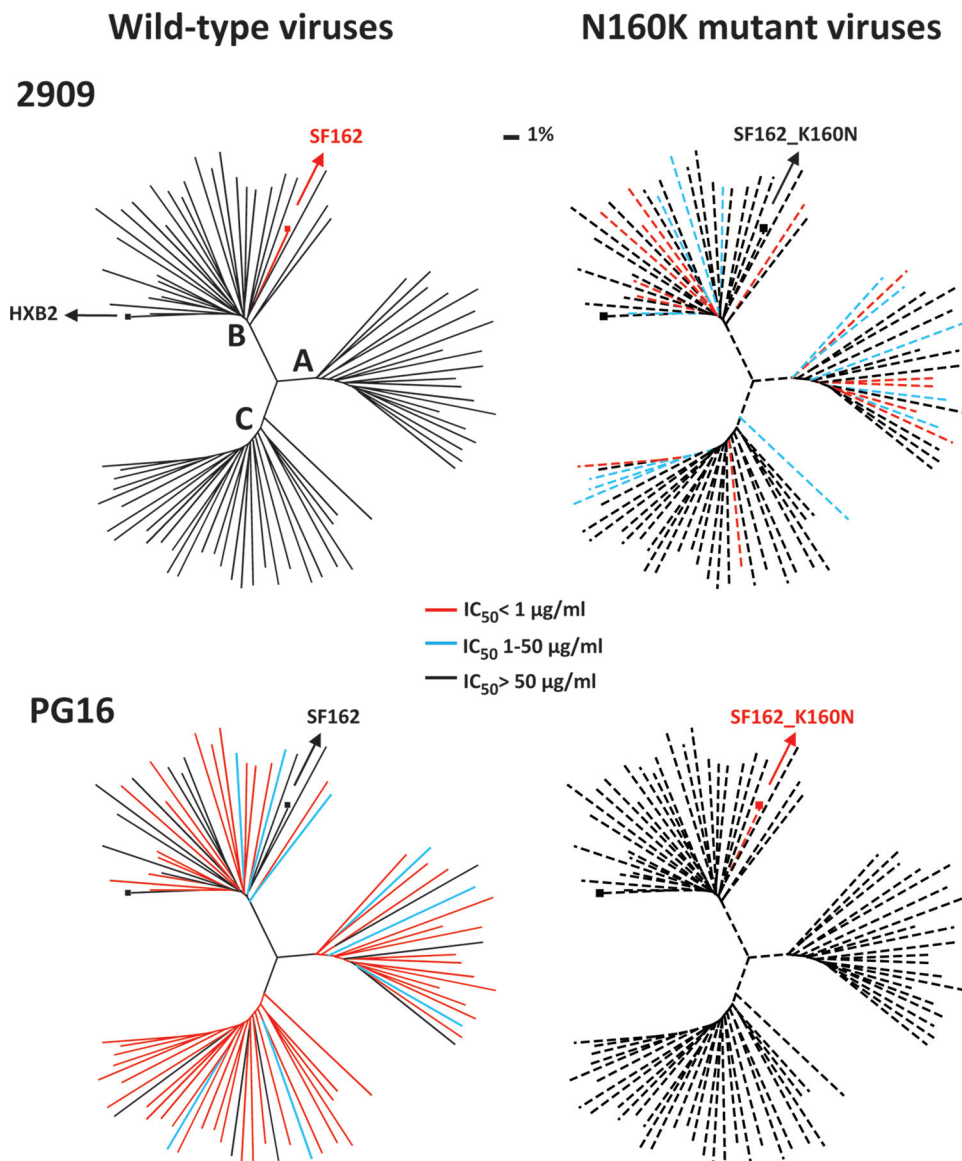 Wild-type viruses
N160K mutant viruses
2909
SF162
1%
SF162_K160N
HXB2
B
A
C
IC50< 1 µg/ml
IC50 1-50 µg/ml
IC50> 50 µg/ml
PG16
SF162
SF162_K160N